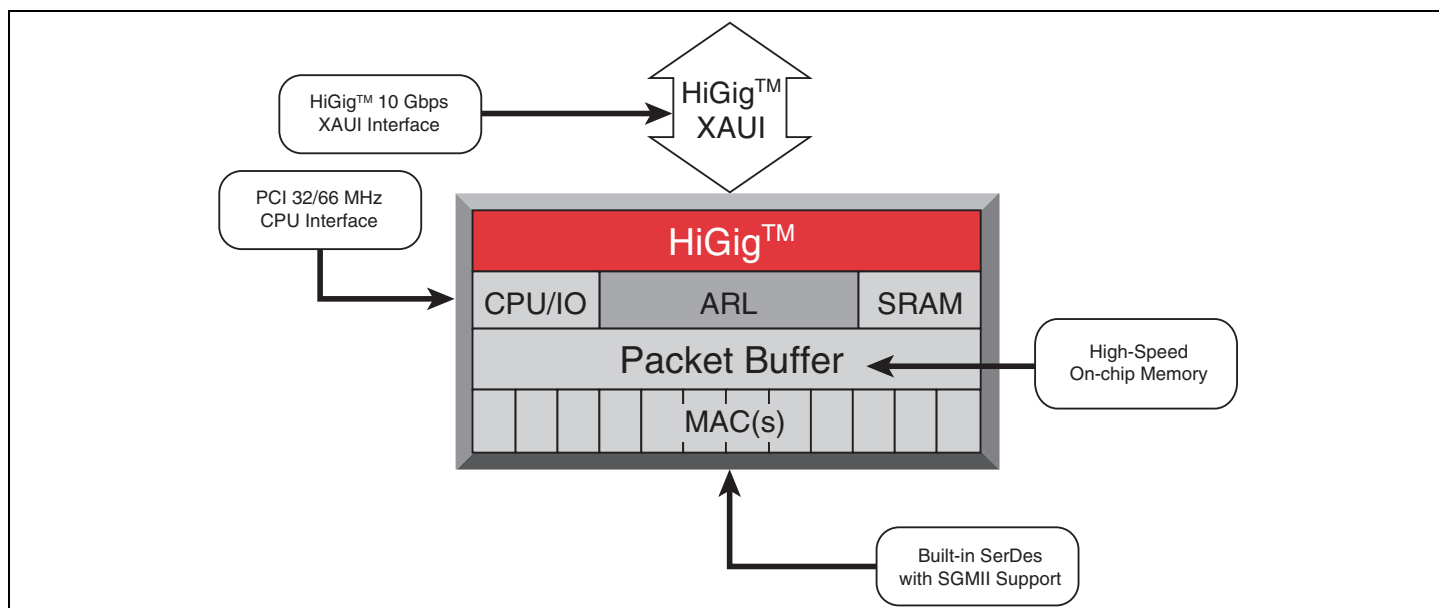 HiGig™ 10 Gbps
XAUI Interface
HiGig™
XAUI
PCI 32/66 MHz
CPU Interface
HiGig™
CPU/IO
ARL
SRAM
Packet Buffer
High-Speed
On-chip Memory
MAC(s)
Built-in SerDes
with SGMII Support